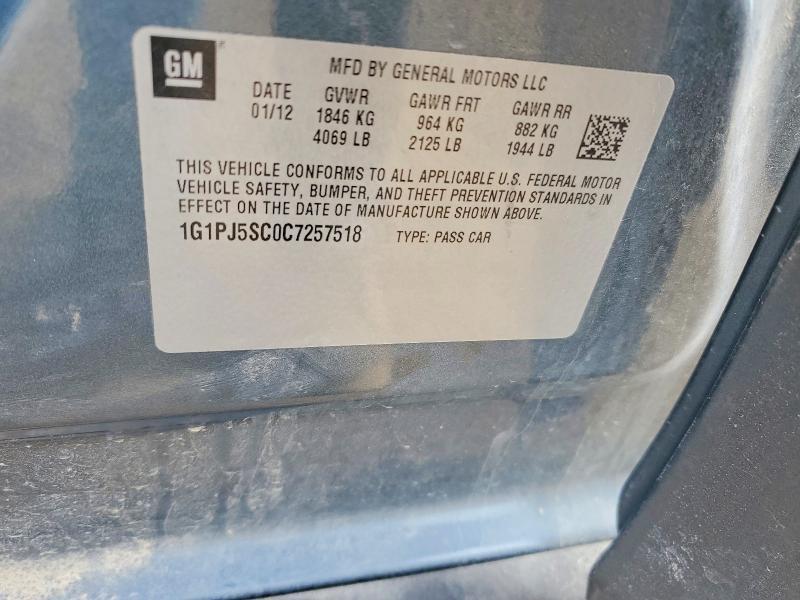 GM
MFD BY GENERAL MOTORS LLC
DATE GVWR GAWR FRT GAWR RR
01/12 1846 KG 964 KG 882 KG
4069 LB 2125 LB 1944 LB
THIS VEHICLE CONFORMS TO ALL APPLICABLE U.S. FEDERAL MOTOR
VEHICLE SAFETY, BUMPER, AND THEFT PREVENTION STANDARDS IN
EFFECT ON THE DATE OF MANUFACTURE SHOWN ABOVE.
1G1PJ5SC0C7257518 TYPE: PASS CAR